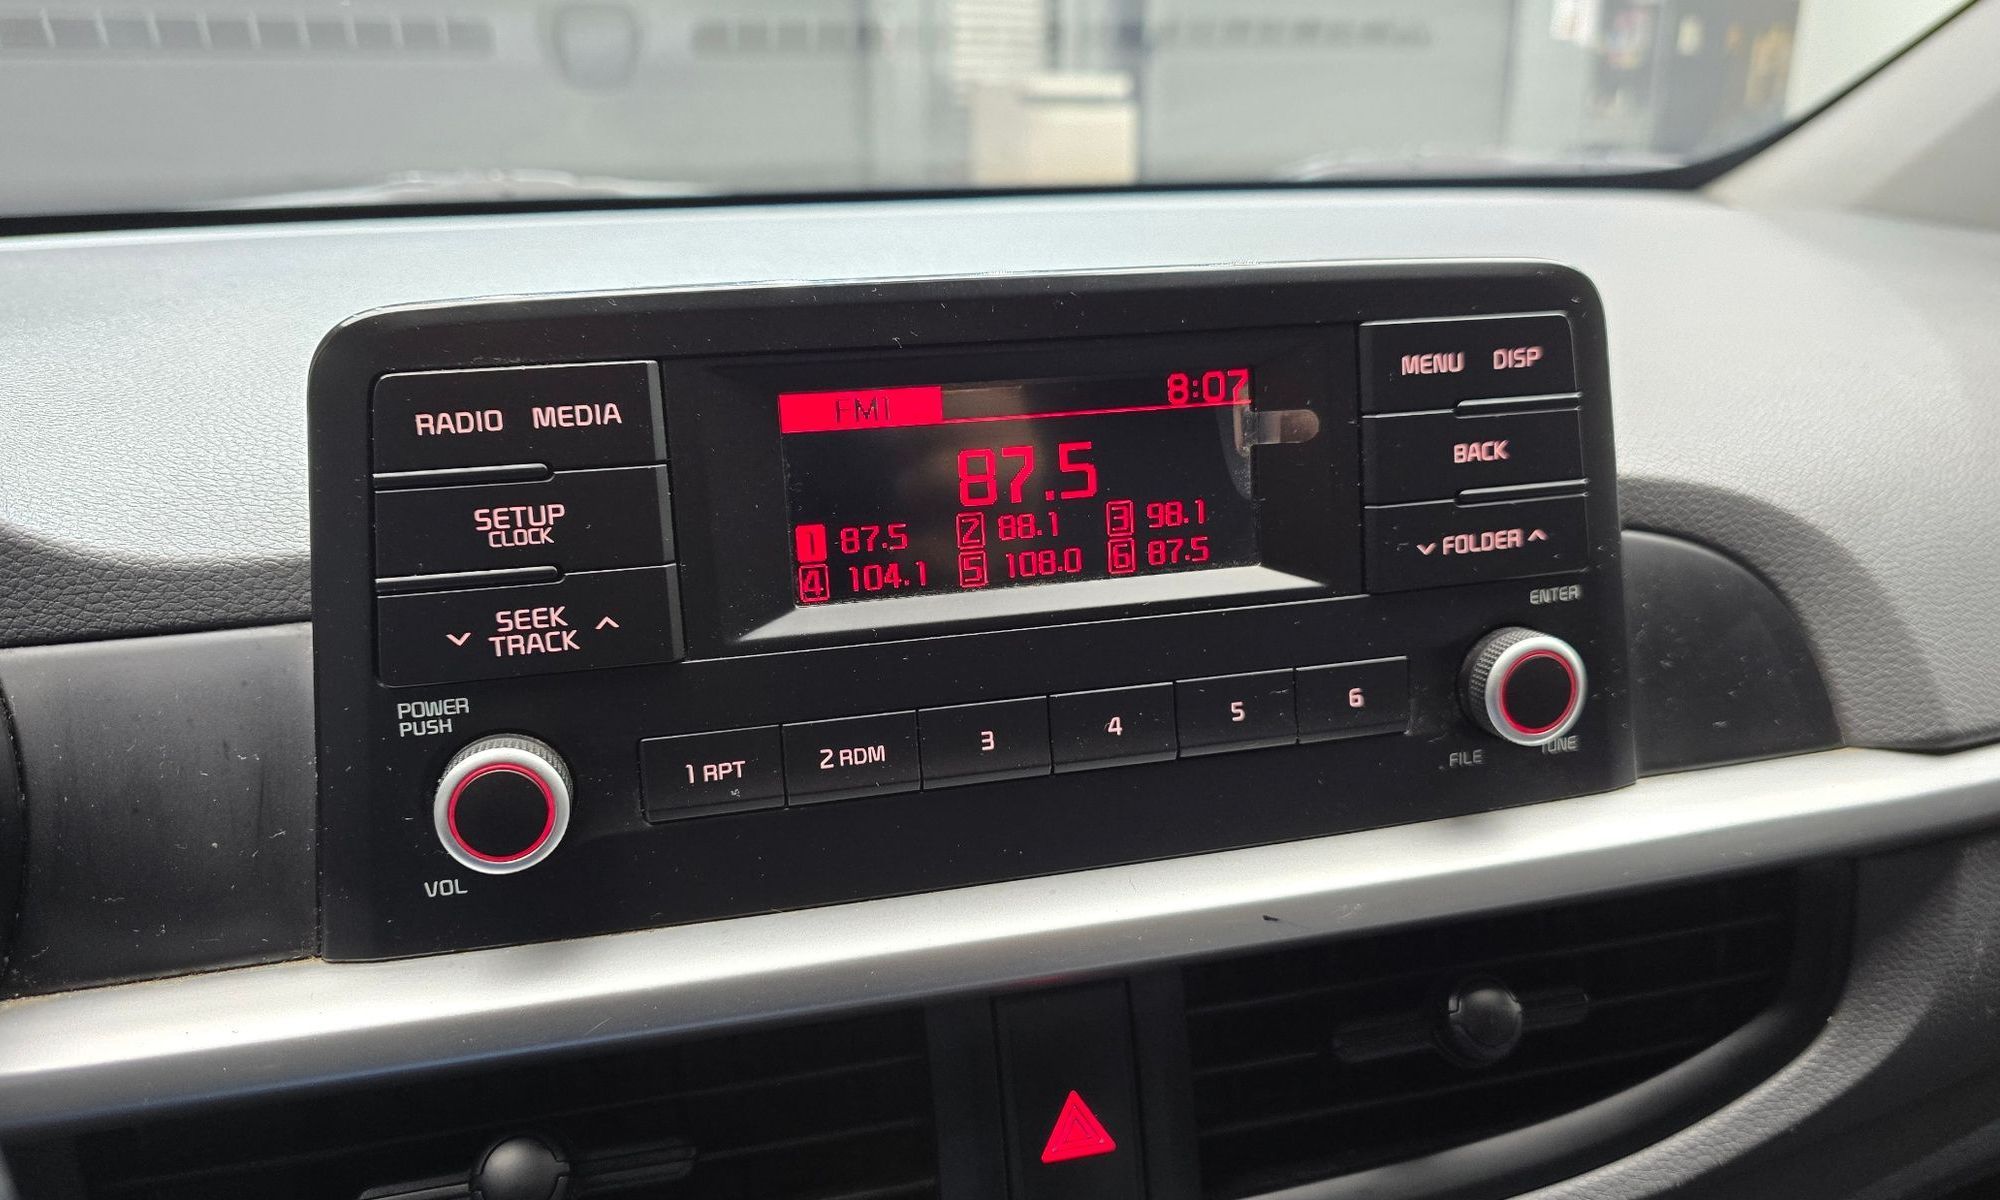 RADIO MEDIA
SETUP
CLOCK
SEEK
TRACK
POWER
PUSH
VOL
FM1 8:07
87.5
1 87.5 2 88.1 3 98.1
4 104.1 5 108.0 6 87.5
MENU DISP
BACK
FOLDER
ENTER
FILE TUNE
1 RPT 2 RDM 3 4 5 6